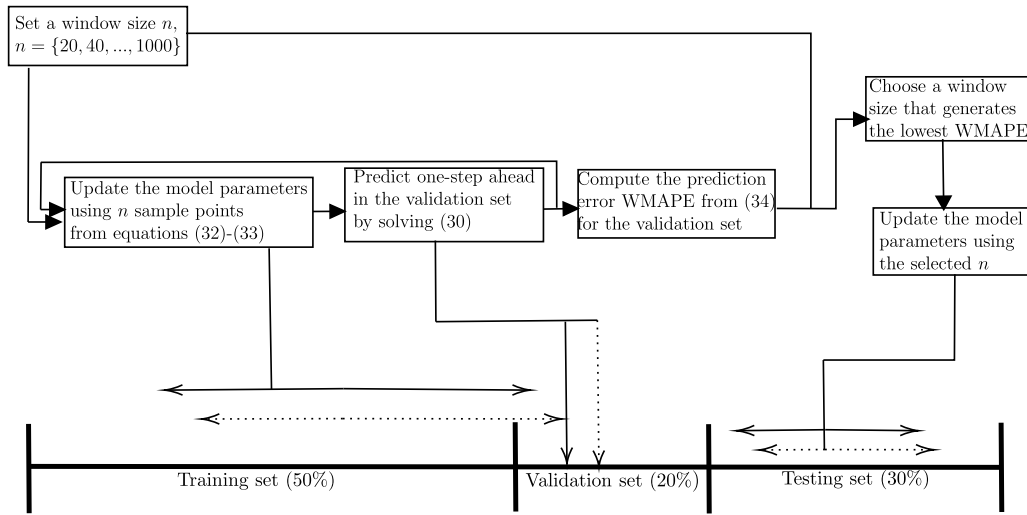 Set a window size n,
n = {20, 40, ..., 1000}
Choose a window
size that generates
the lowest WMAPE
Update the model parameters
using n sample points
from equations (32)-(33)
Predict one-step ahead
in the validation set
by solving (30)
Compute the prediction
error WMAPE from (34)
for the validation set
Update the model
parameters using
the selected n
Training set (50%)
Validation set (20%)
Testing set (30%)